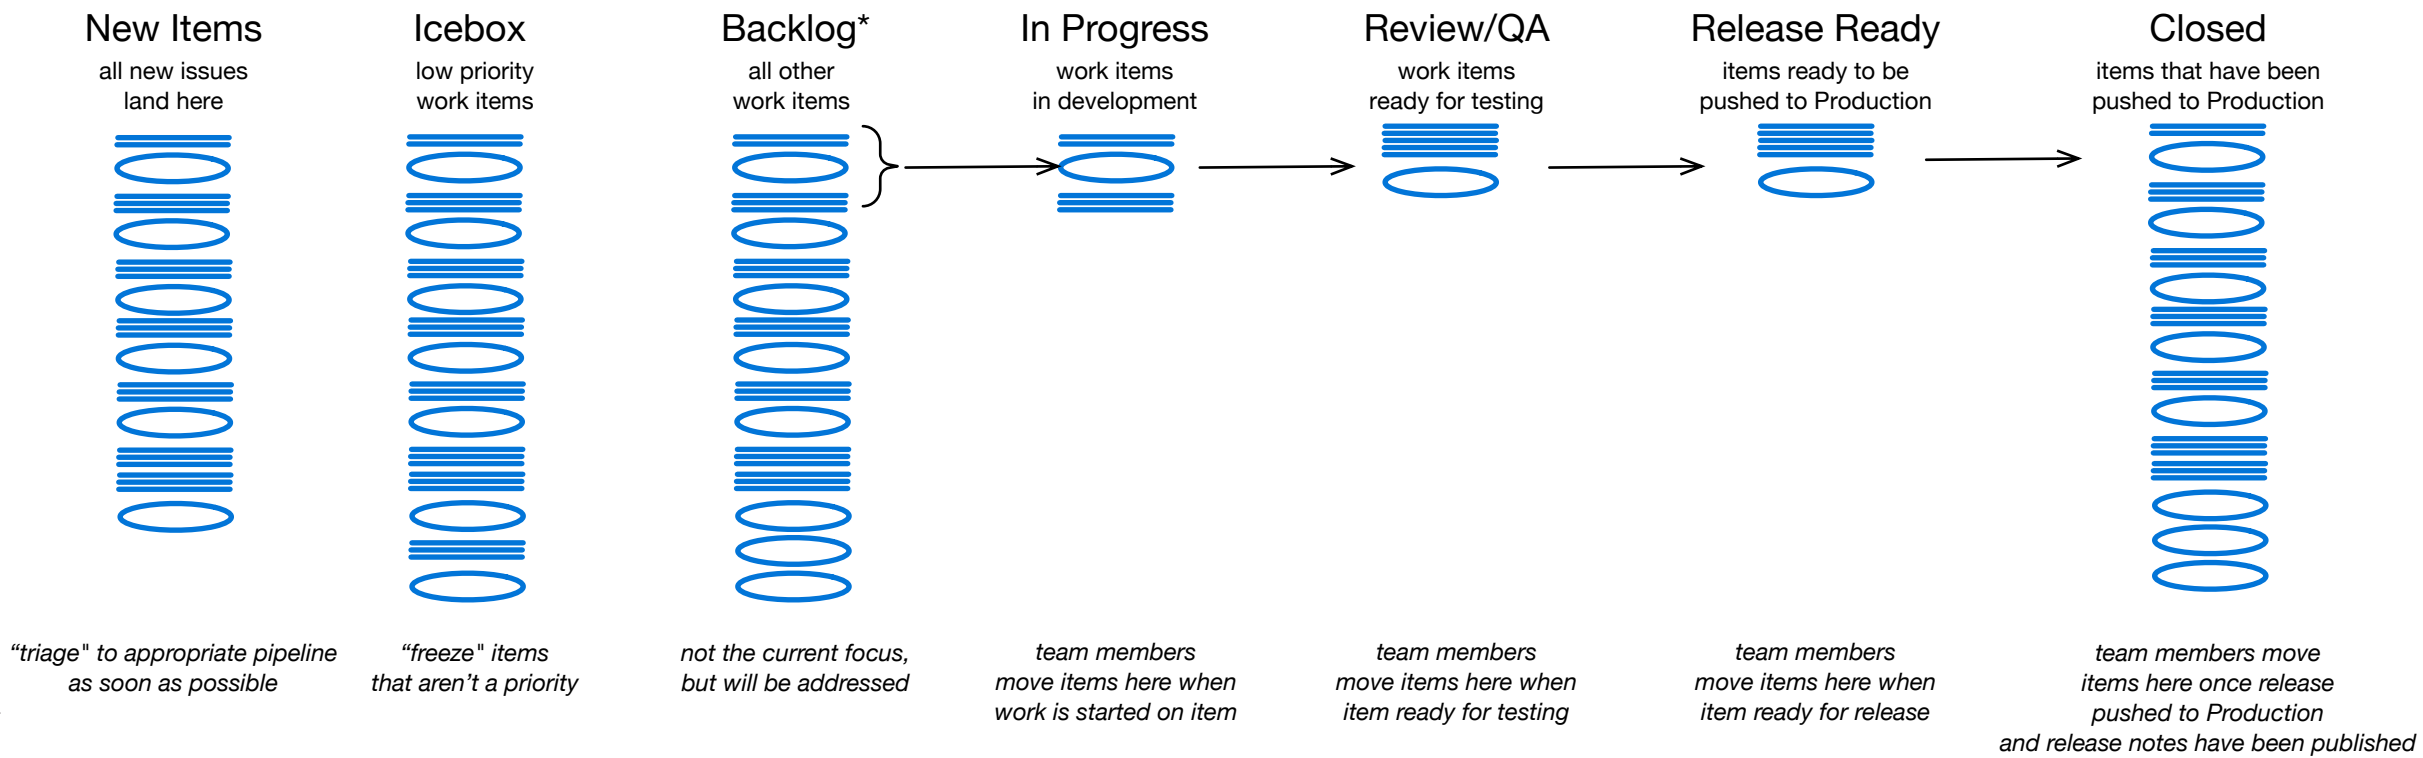 New Items
all new issues
land here
“triage" to appropriate pipeline
as soon as possible
Icebox
low priority
work items
“freeze" items
that aren’t a priority
Backlog*
all other
work items
not the current focus,
but will be addressed
In Progress
work items
in development
team members
move items here when
work is started on item
Review/QA
work items
ready for testing
team members
move items here when
item ready for testing
Release Ready
items ready to be
pushed to Production
team members
move items here when
item ready for release
Closed
items that have been
pushed to Production
team members move
items here once release
pushed to Production
and release notes have been published